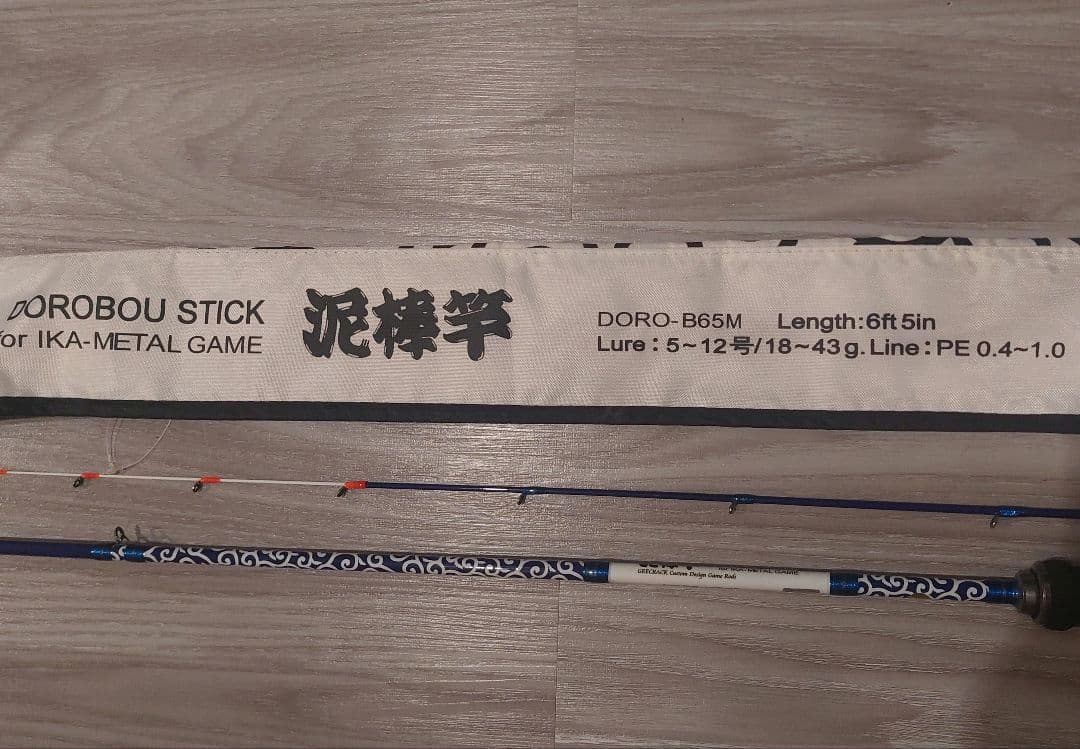 DOROBOU STICK
for IKA-METAL GAME
泥棒竿
DORO-B65M Length:6ft 5in
Lure : 5~12号/18~43g. Line : PE 0.4~1.0
GEECRACK Custom Design Game Rods